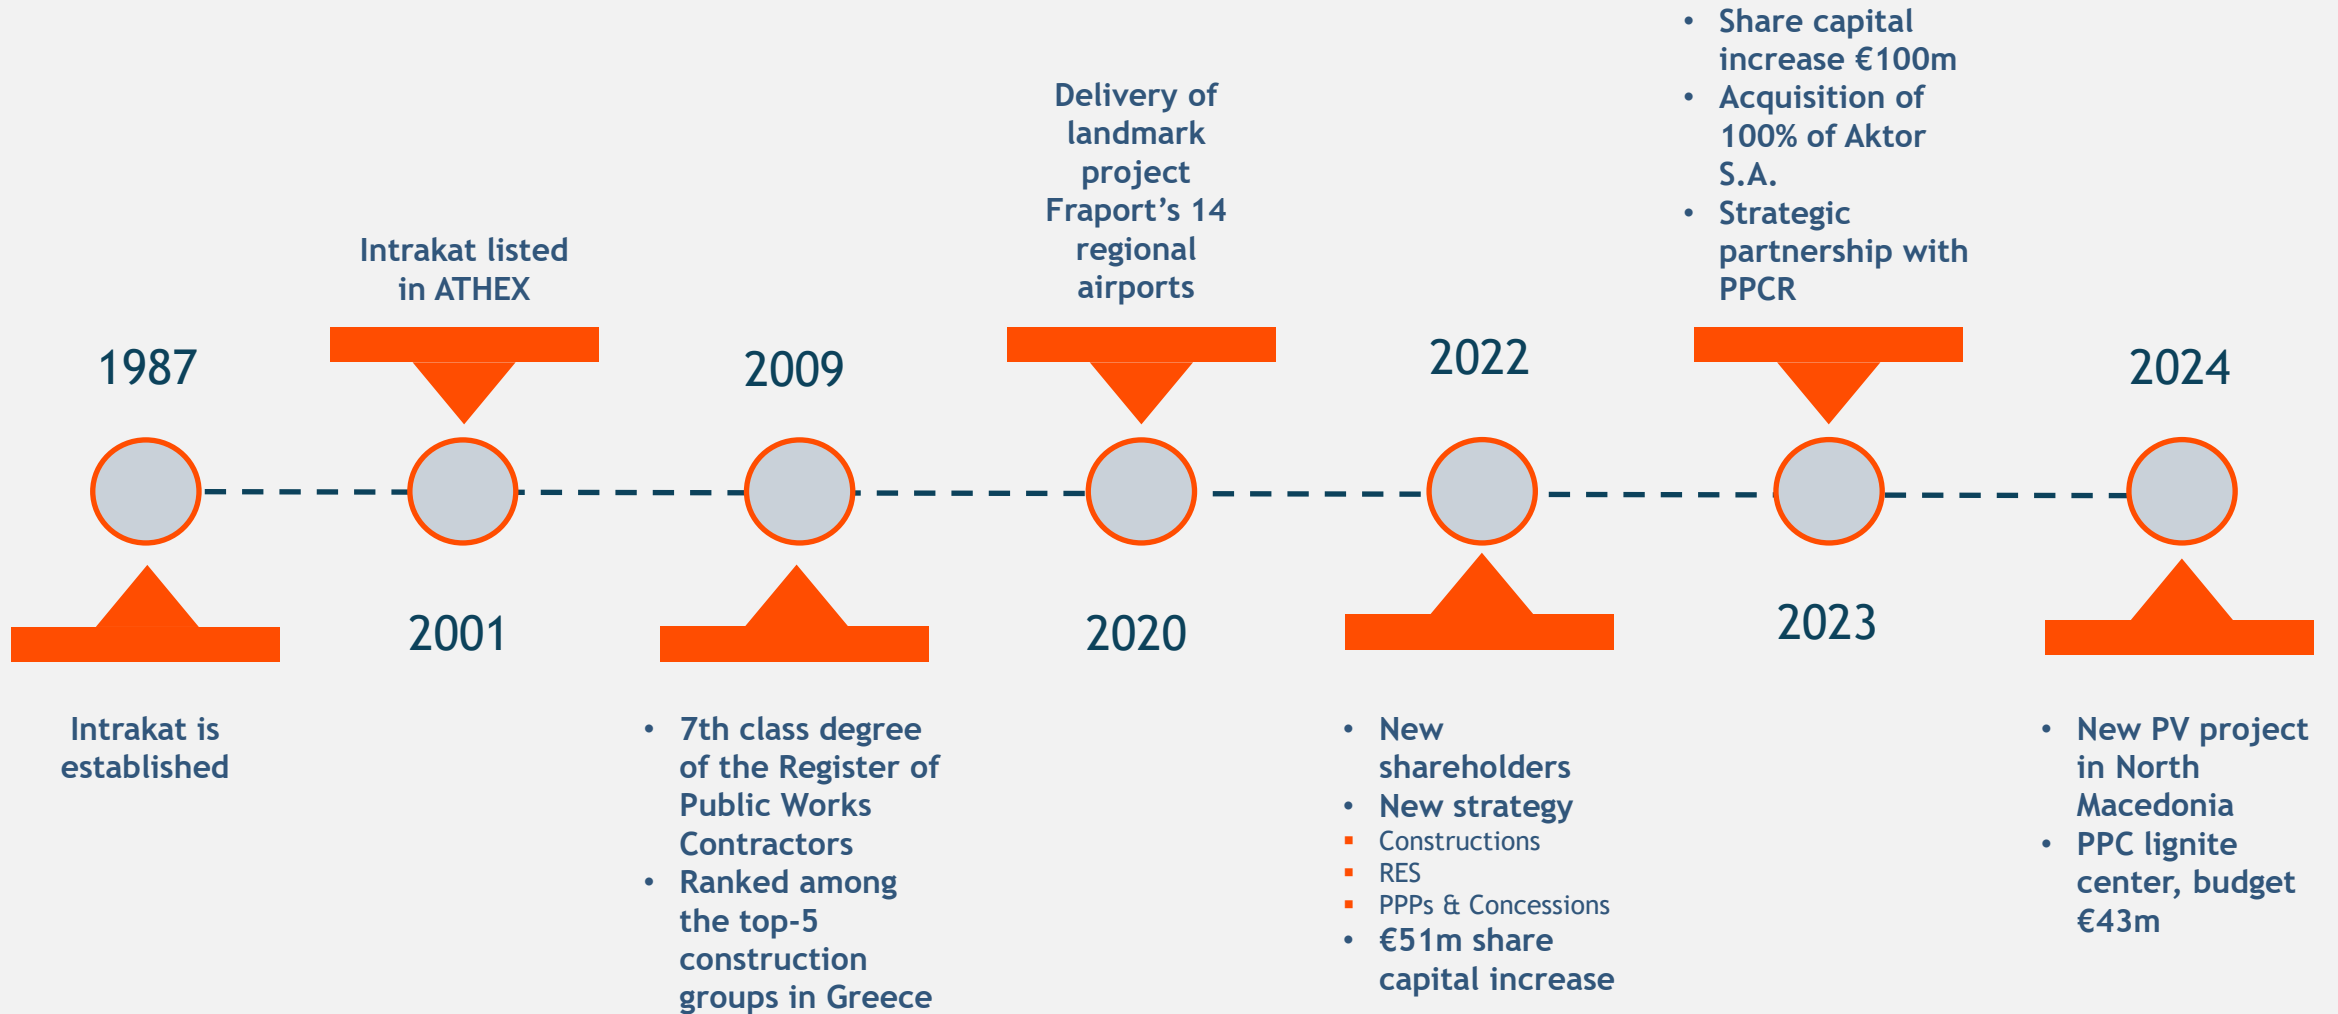 1987
Intrakat is
established
Intrakat listed
in ATHEX
2001
2009
• 7th class degree
of the Register of
Public Works
Contractors
• Ranked among
the top-5
construction
groups in Greece
Delivery of
landmark
project
Fraport’s 14
regional
airports
2020
2022
• New
shareholders
• New strategy
▪ Constructions
▪ RES
▪ PPPs & Concessions
• €51m share
capital increase
• Share capital
increase €100m
• Acquisition of
100% of Aktor
S.A.
• Strategic
partnership with
PPCR
2023
2024
• New PV project
in North
Macedonia
• PPC lignite
center, budget
€43m